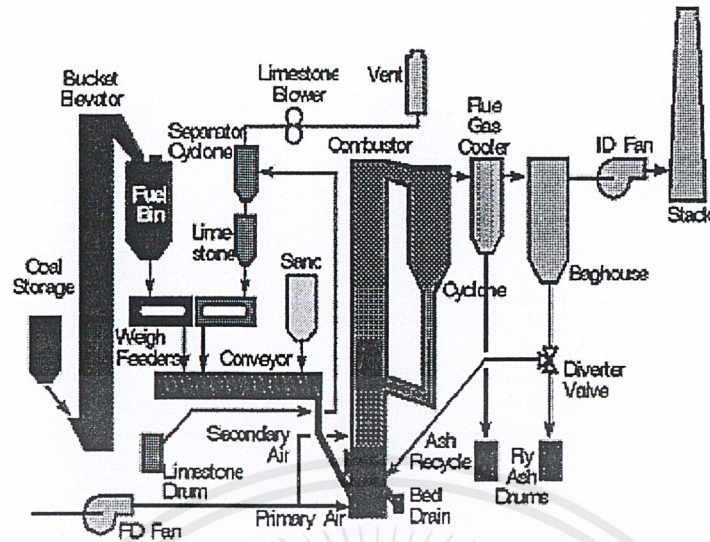 Bucket
Elevator
Limestone
Blower
Vent
Separator
Cyclone
Combustor
Flue
Gas
Cooler
ID Fan
Stack
Fuel
Bin
Lime-
stone
Sand
Coal
Storage
Cyclone
Baghouse
Weigh
Feeders
Conveyor
Diverter
Valve
Secondary
Air
Ash
Recycle
Limestone
Drum
Fly
Ash
Drums
Primary Air
Bed
Drain
FD Fan